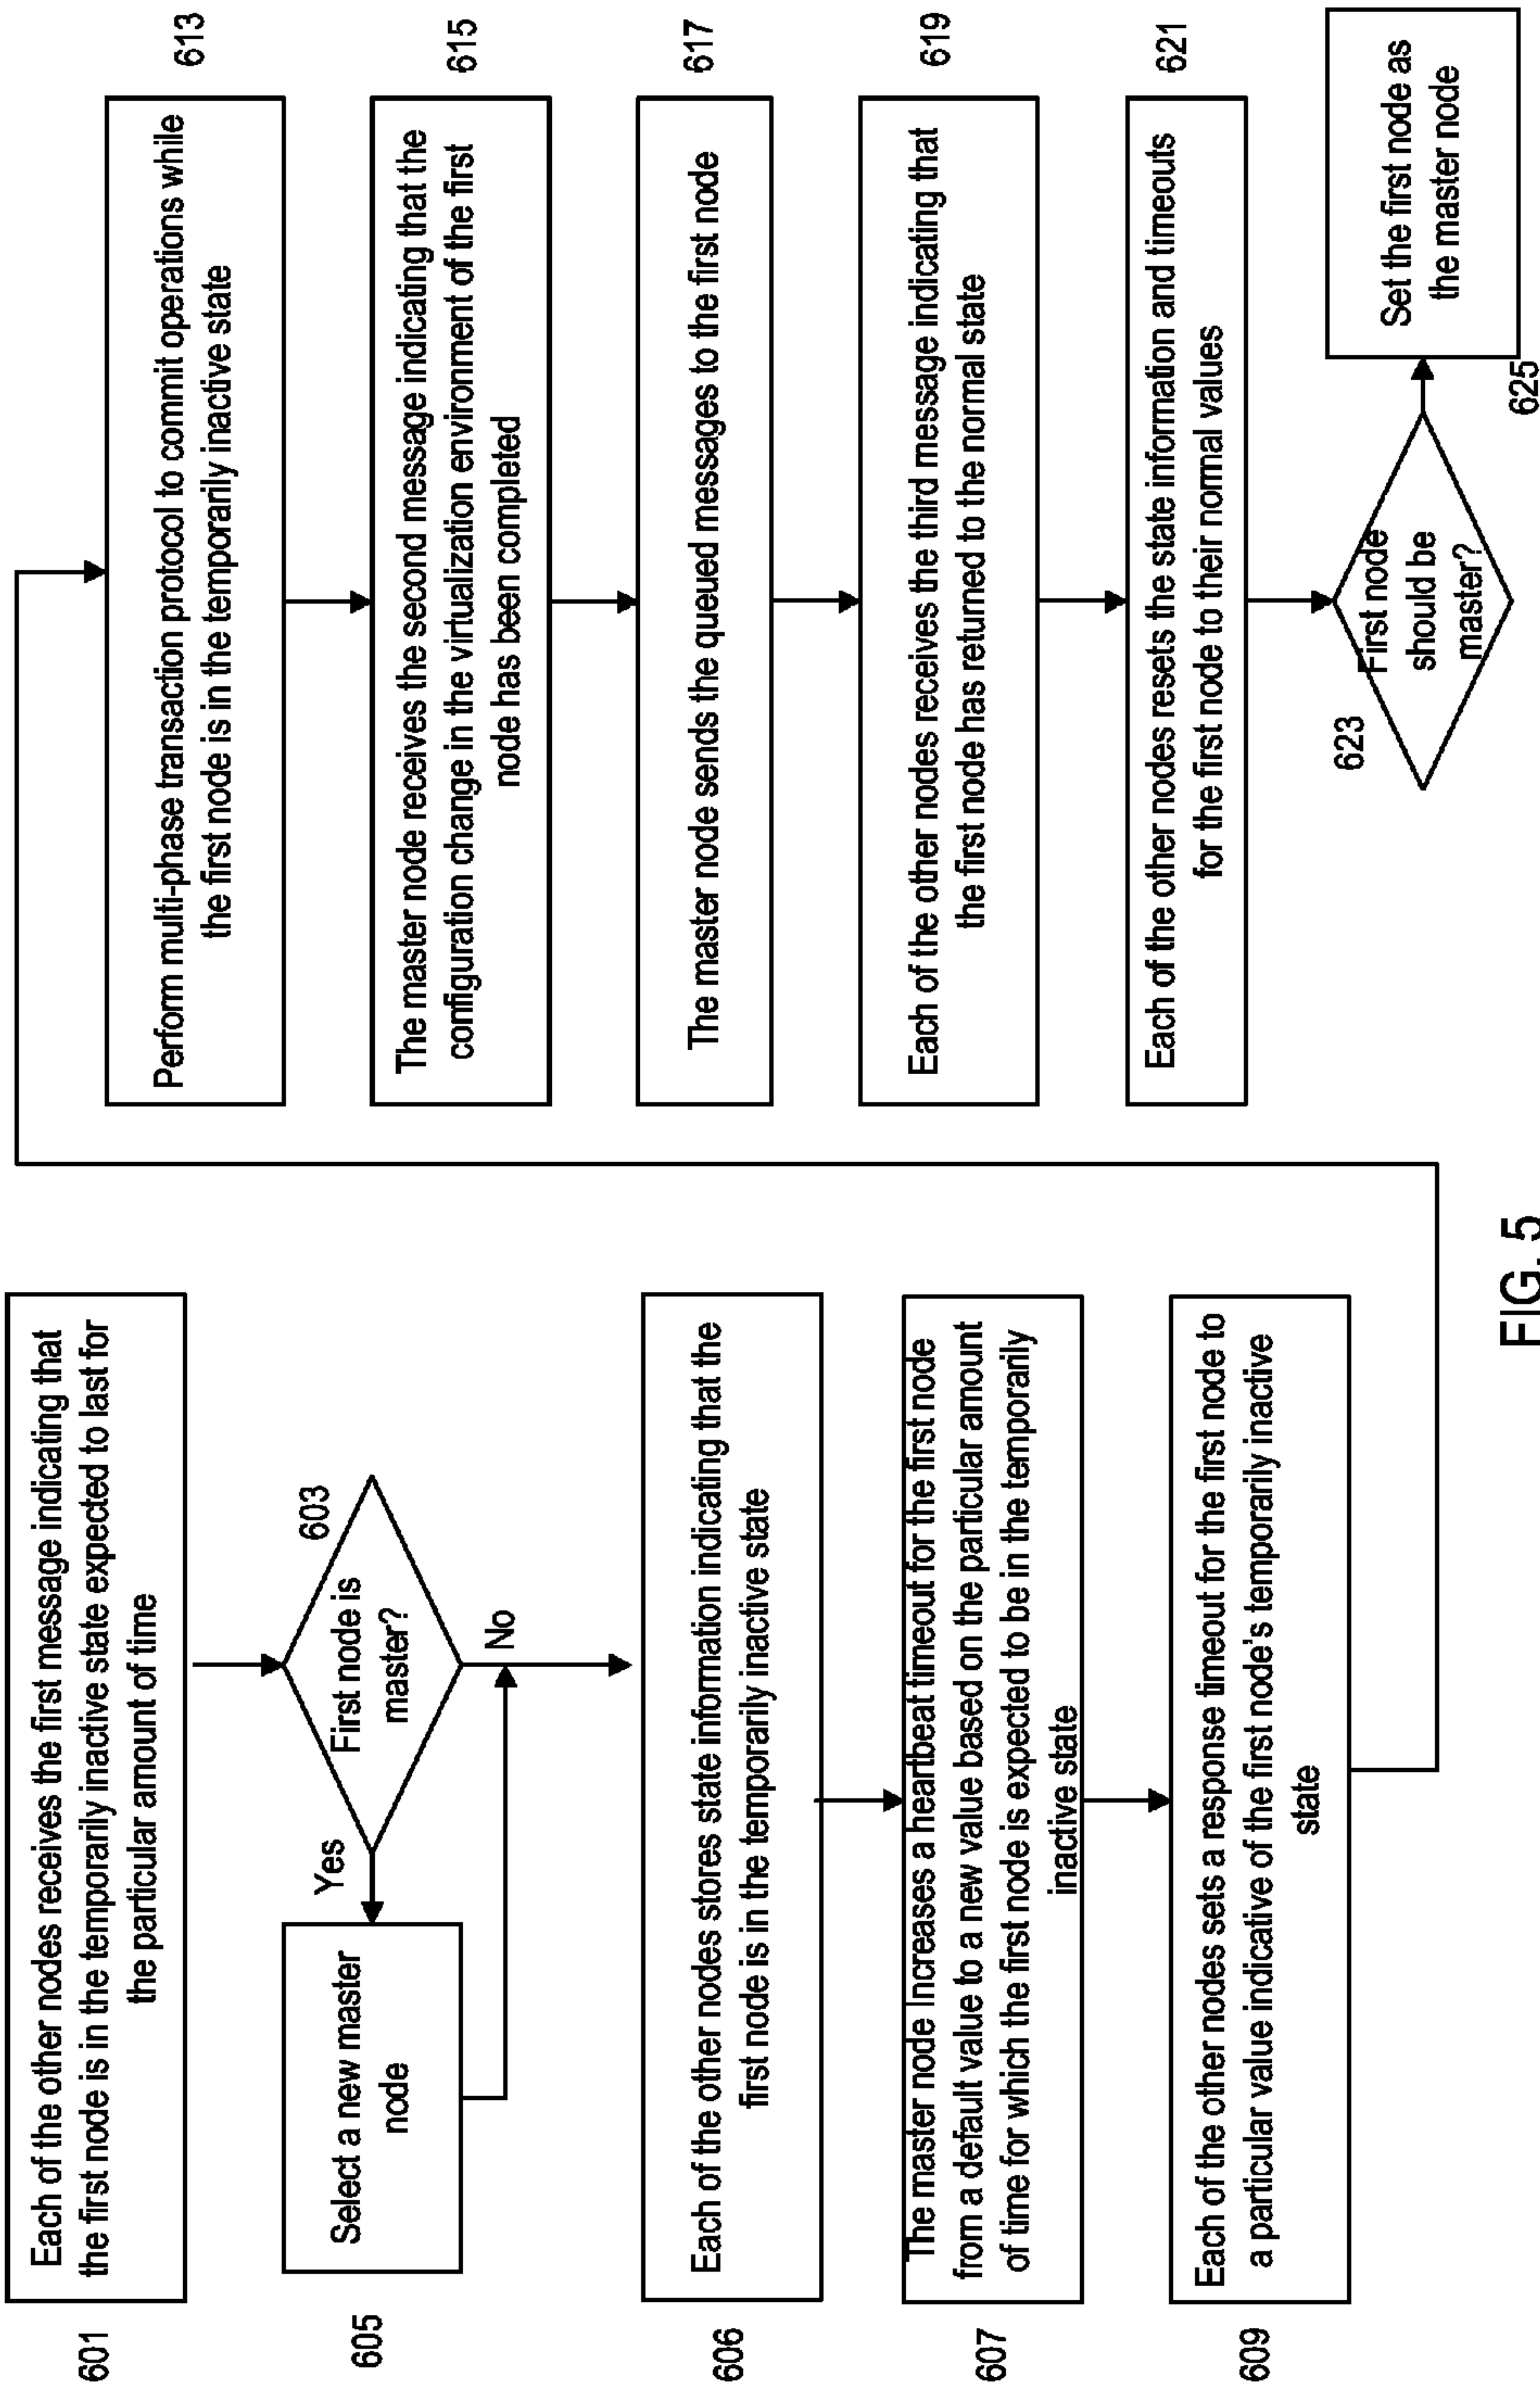 601
Each of the other nodes receives the first message indicating that
the first node is in the temporarily inactive state expected to last for
the particular amount of time
603
First node is
master?
Yes
No
605
Select a new master
node
606
Each of the other nodes stores state information indicating that the
first node is in the temporarily inactive state
607
The master node Increases a heartbeat timeout for the first node
from a default value to a new value based on the particular amount
of time for which the first node is expected to be in the temporarily
inactive state
609
Each of the other nodes sets a response timeout for the first node to
a particular value indicative of the first node's temporarily inactive
state
613
Perform multi-phase transaction protocol to commit operations while
the first node is in the temporarily inactive state
615
The master node receives the second message indicating that the
configuration change in the virtualization environment of the first
node has been completed
617
The master node sends the queued messages to the first node
619
Each of the other nodes receives the third message indicating that
the first node has returned to the normal state
621
Each of the other nodes resets the state information and timeouts
for the first node to their normal values
623
First node
should be
master?
625
Set the first node as
the master node
FIG. 5